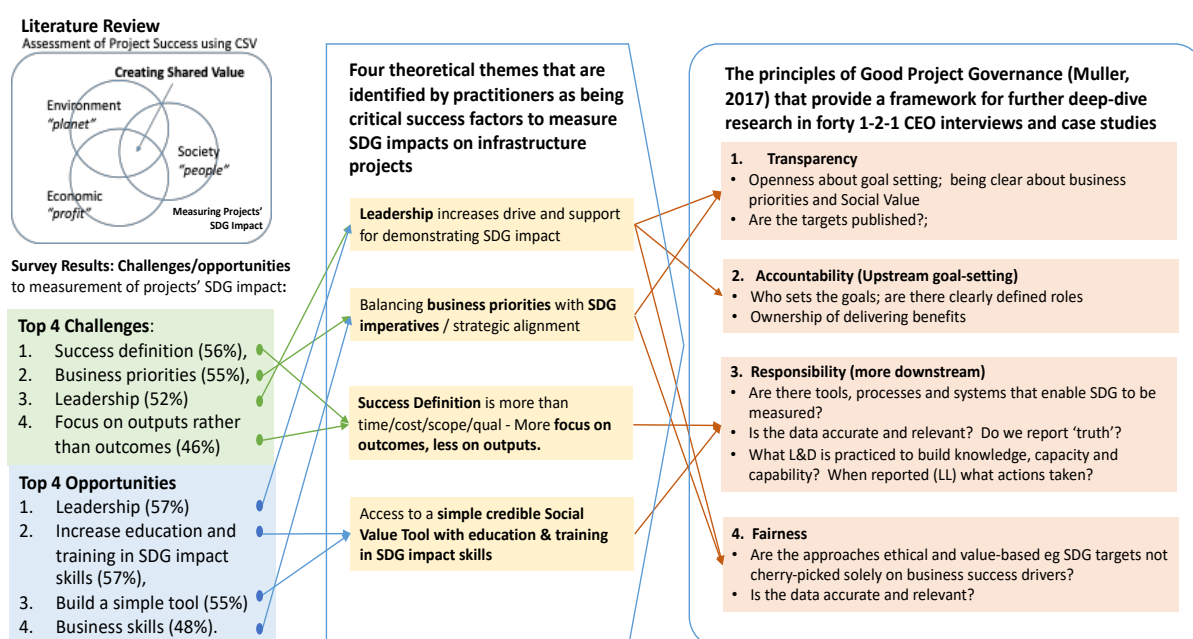 Literature Review
Assessment of Project Success using CSV
Creating Shared Value
Environment
"planet"
Society
"people"
Economic
"profit"
Measuring Projects'
SDG Impact
Survey Results: Challenges/opportunities
to measurement of projects' SDG impact:
Top 4 Challenges:
1. Success definition (56%),
2. Business priorities (55%),
3. Leadership (52%)
4. Focus on outputs rather
than outcomes (46%)
Top 4 Opportunities
1. Leadership (57%)
2. Increase education and
training in SDG impact
skills (57%),
3. Build a simple tool (55%)
4. Business skills (48%).
Four theoretical themes that are
identified by practitioners as being
critical success factors to measure
SDG impacts on infrastructure
projects
Leadership increases drive and support
for demonstrating SDG impact
Balancing business priorities with SDG
imperatives / strategic alignment
Success Definition is more than
time/cost/scope/qual - More focus on
outcomes, less on outputs.
Access to a simple credible Social
Value Tool with education & training
in SDG impact skills
The principles of Good Project Governance (Muller,
2017) that provide a framework for further deep-dive
research in forty 1-2-1 CEO interviews and case studies
1. Transparency
• Openness about goal setting; being clear about business
priorities and Social Value
• Are the targets published?;
2. Accountability (Upstream goal-setting)
• Who sets the goals; are there clearly defined roles
• Ownership of delivering benefits
3. Responsibility (more downstream)
• Are there tools, processes and systems that enable SDG to be
measured?
• Is the data accurate and relevant? Do we report 'truth'?
• What L&D is practiced to build knowledge, capacity and
capability? When reported (LL) what actions taken?
4. Fairness
• Are the approaches ethical and value-based eg SDG targets not
cherry-picked solely on business success drivers?
• Is the data accurate and relevant?